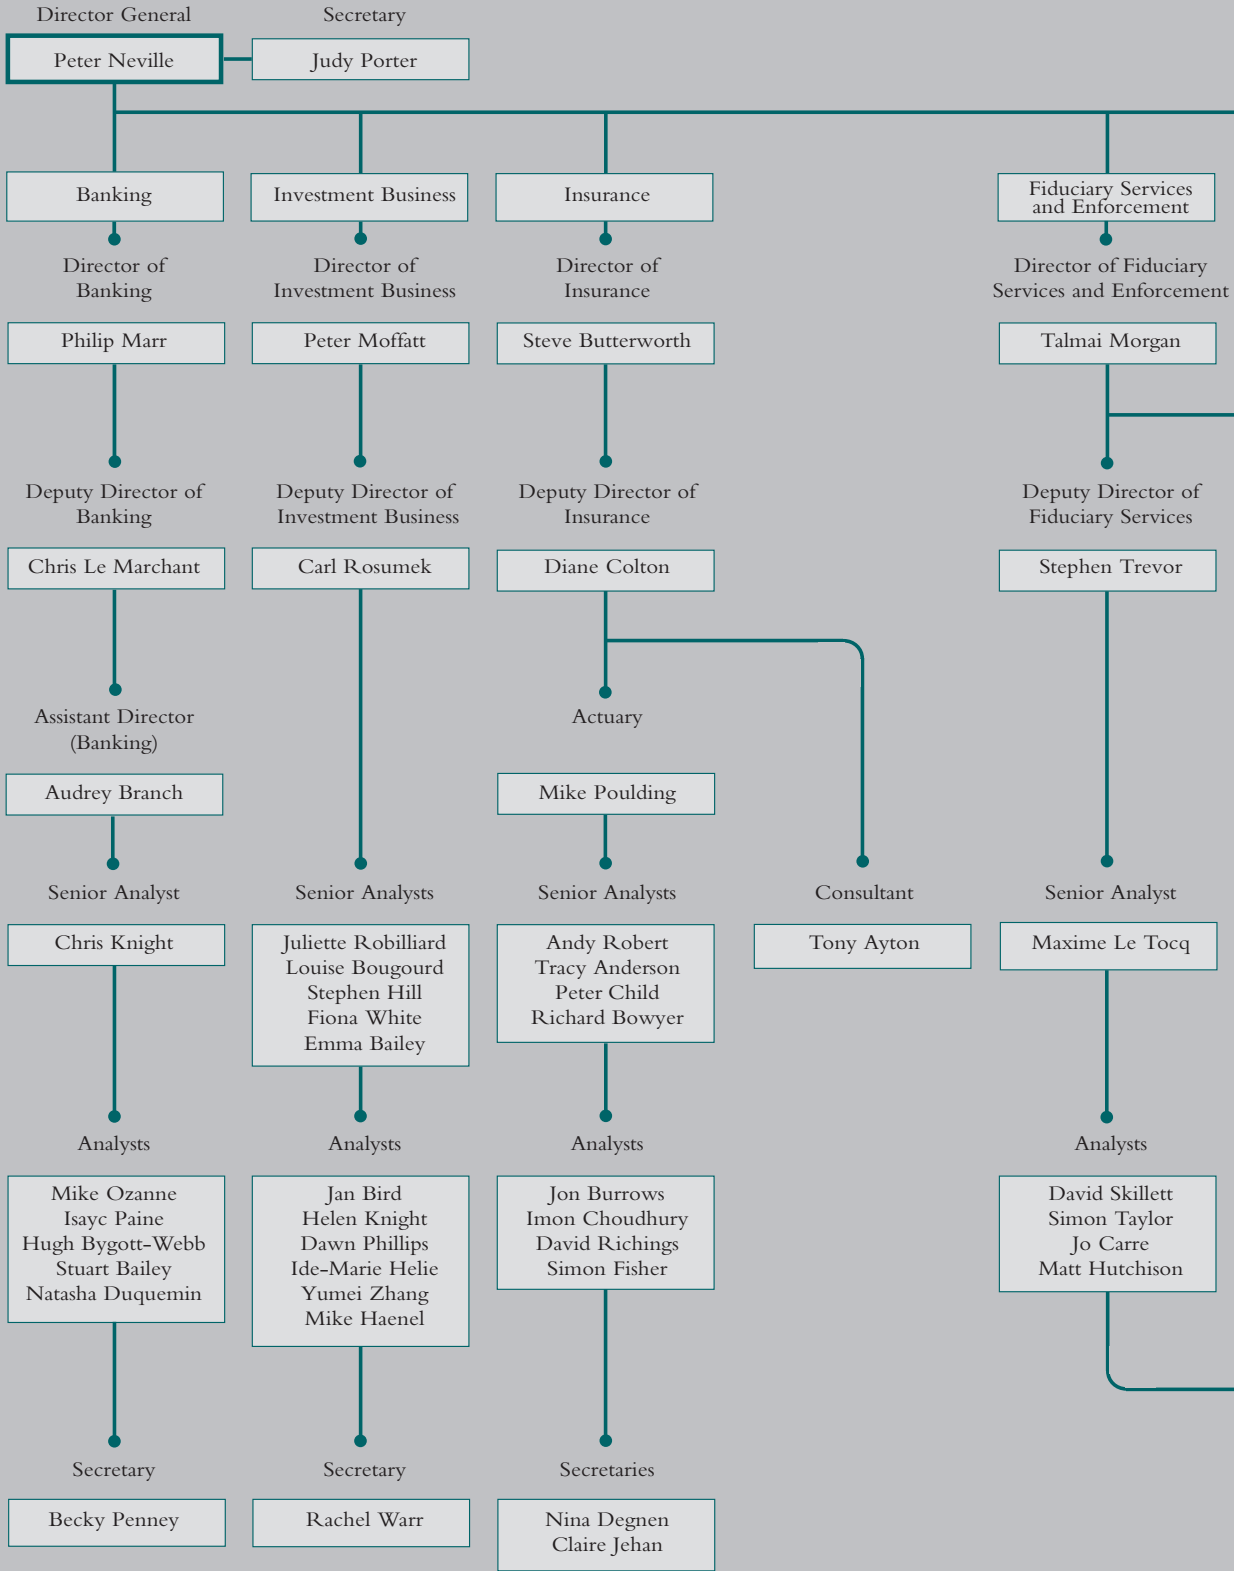 Director General
Secretary
Peter Neville
Judy Porter
Banking
Investment Business
Insurance
Fiduciary Services
and Enforcement
Director of
Banking
Director of
Investment Business
Director of
Insurance
Director of Fiduciary
Services and Enforcement
Philip Marr
Peter Moffatt
Steve Butterworth
Talmai Morgan
Deputy Director of
Banking
Deputy Director of
Investment Business
Deputy Director of
Insurance
Deputy Director of
Fiduciary Services
Chris Le Marchant
Carl Rosumek
Diane Colton
Stephen Trevor
Assistant Director
(Banking)
Actuary
Audrey Branch
Mike Poulding
Senior Analyst
Senior Analysts
Senior Analysts
Consultant
Senior Analyst
Chris Knight
Juliette Robilliard
Louise Bougourd
Stephen Hill
Fiona White
Emma Bailey
Andy Robert
Tracy Anderson
Peter Child
Richard Bowyer
Tony Ayton
Maxime Le Tocq
Analysts
Analysts
Analysts
Analysts
Mike Ozanne
Isayc Paine
Hugh Bygott-Webb
Stuart Bailey
Natasha Duquemin
Jan Bird
Helen Knight
Dawn Phillips
Ide-Marie Helie
Yumei Zhang
Mike Haenel
Jon Burrows
Imon Choudhury
David Richings
Simon Fisher
David Skillett
Simon Taylor
Jo Carre
Matt Hutchison
Secretary
Secretary
Secretaries
Becky Penney
Rachel Warr
Nina Degnen
Claire Jehan